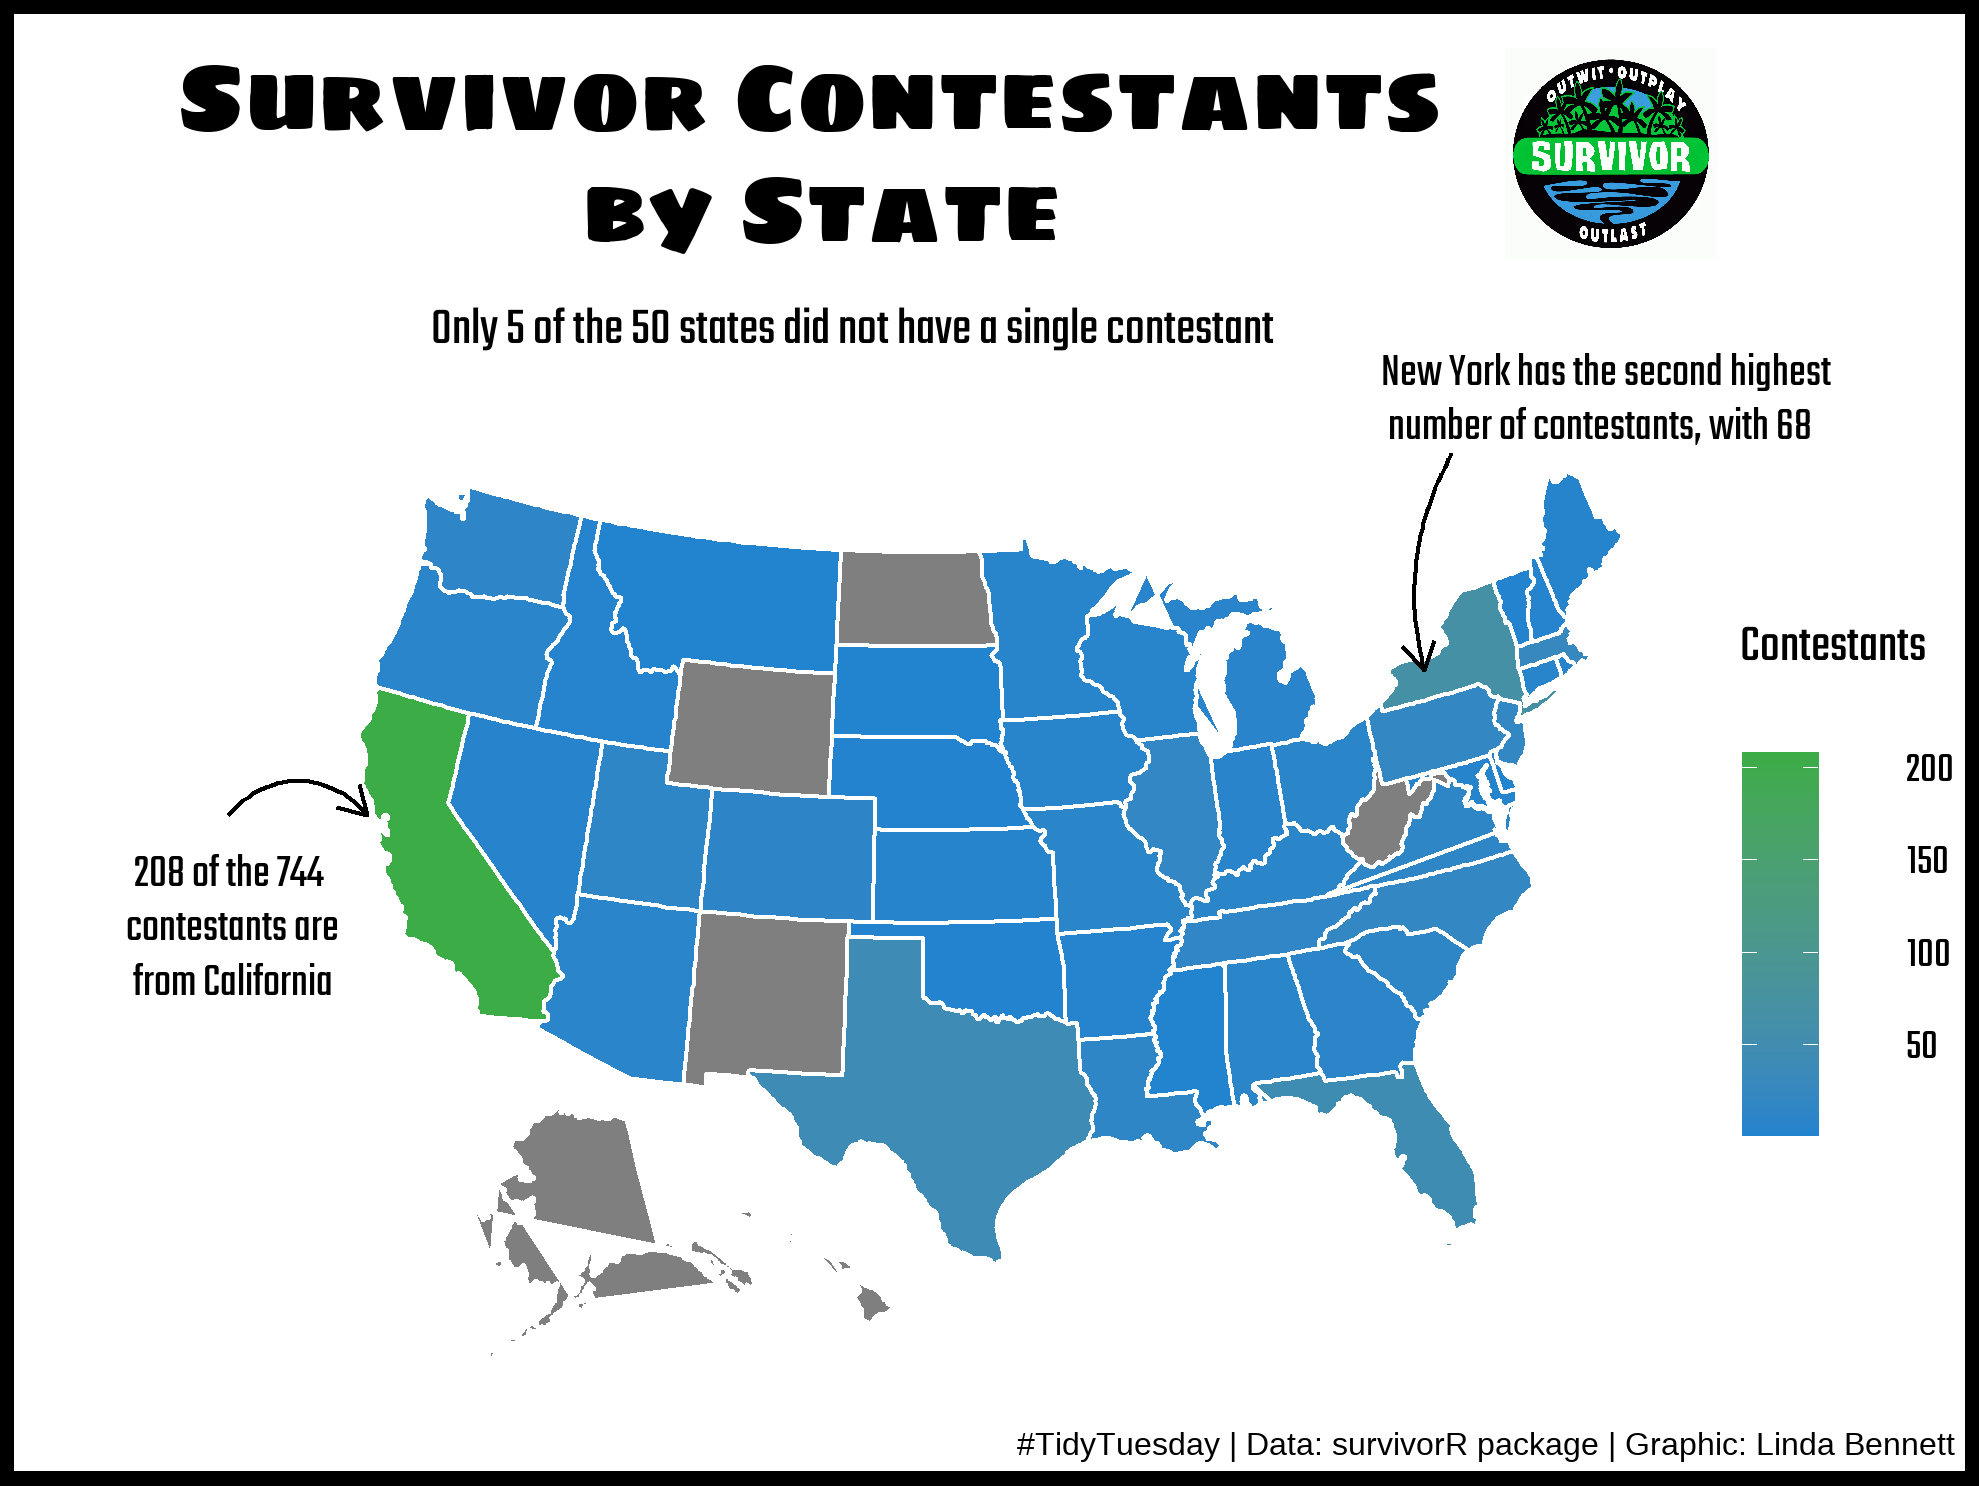 Survivor Contestants
by State
OUTWIT • OUTPLAY
SURVIVOR
OUTLAST
Only 5 of the 50 states did not have a single contestant
New York has the second highest
number of contestants, with 68
208 of the 744
contestants are
from California
Contestants
200
150
100
50
#TidyTuesday | Data: survivorR package | Graphic: Linda Bennett